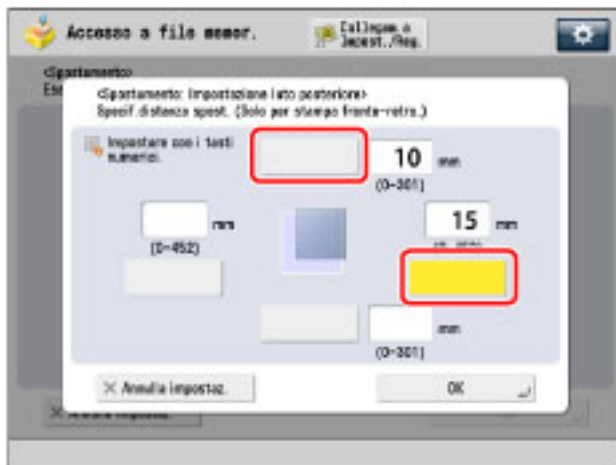 Accesso a file memor.
Collegam.a
Impost./Reg.
<Spostamento>
<Spostamento: Impostazione lato posteriore>
Specif.distanza spost. (Solo per stampa fronte-retro.)
Impostare con i tasti
numerici.
10 mm
(0-301)
mm
(0-452)
15 mm
mm
(0-301)
× Annulla impostaz.
OK